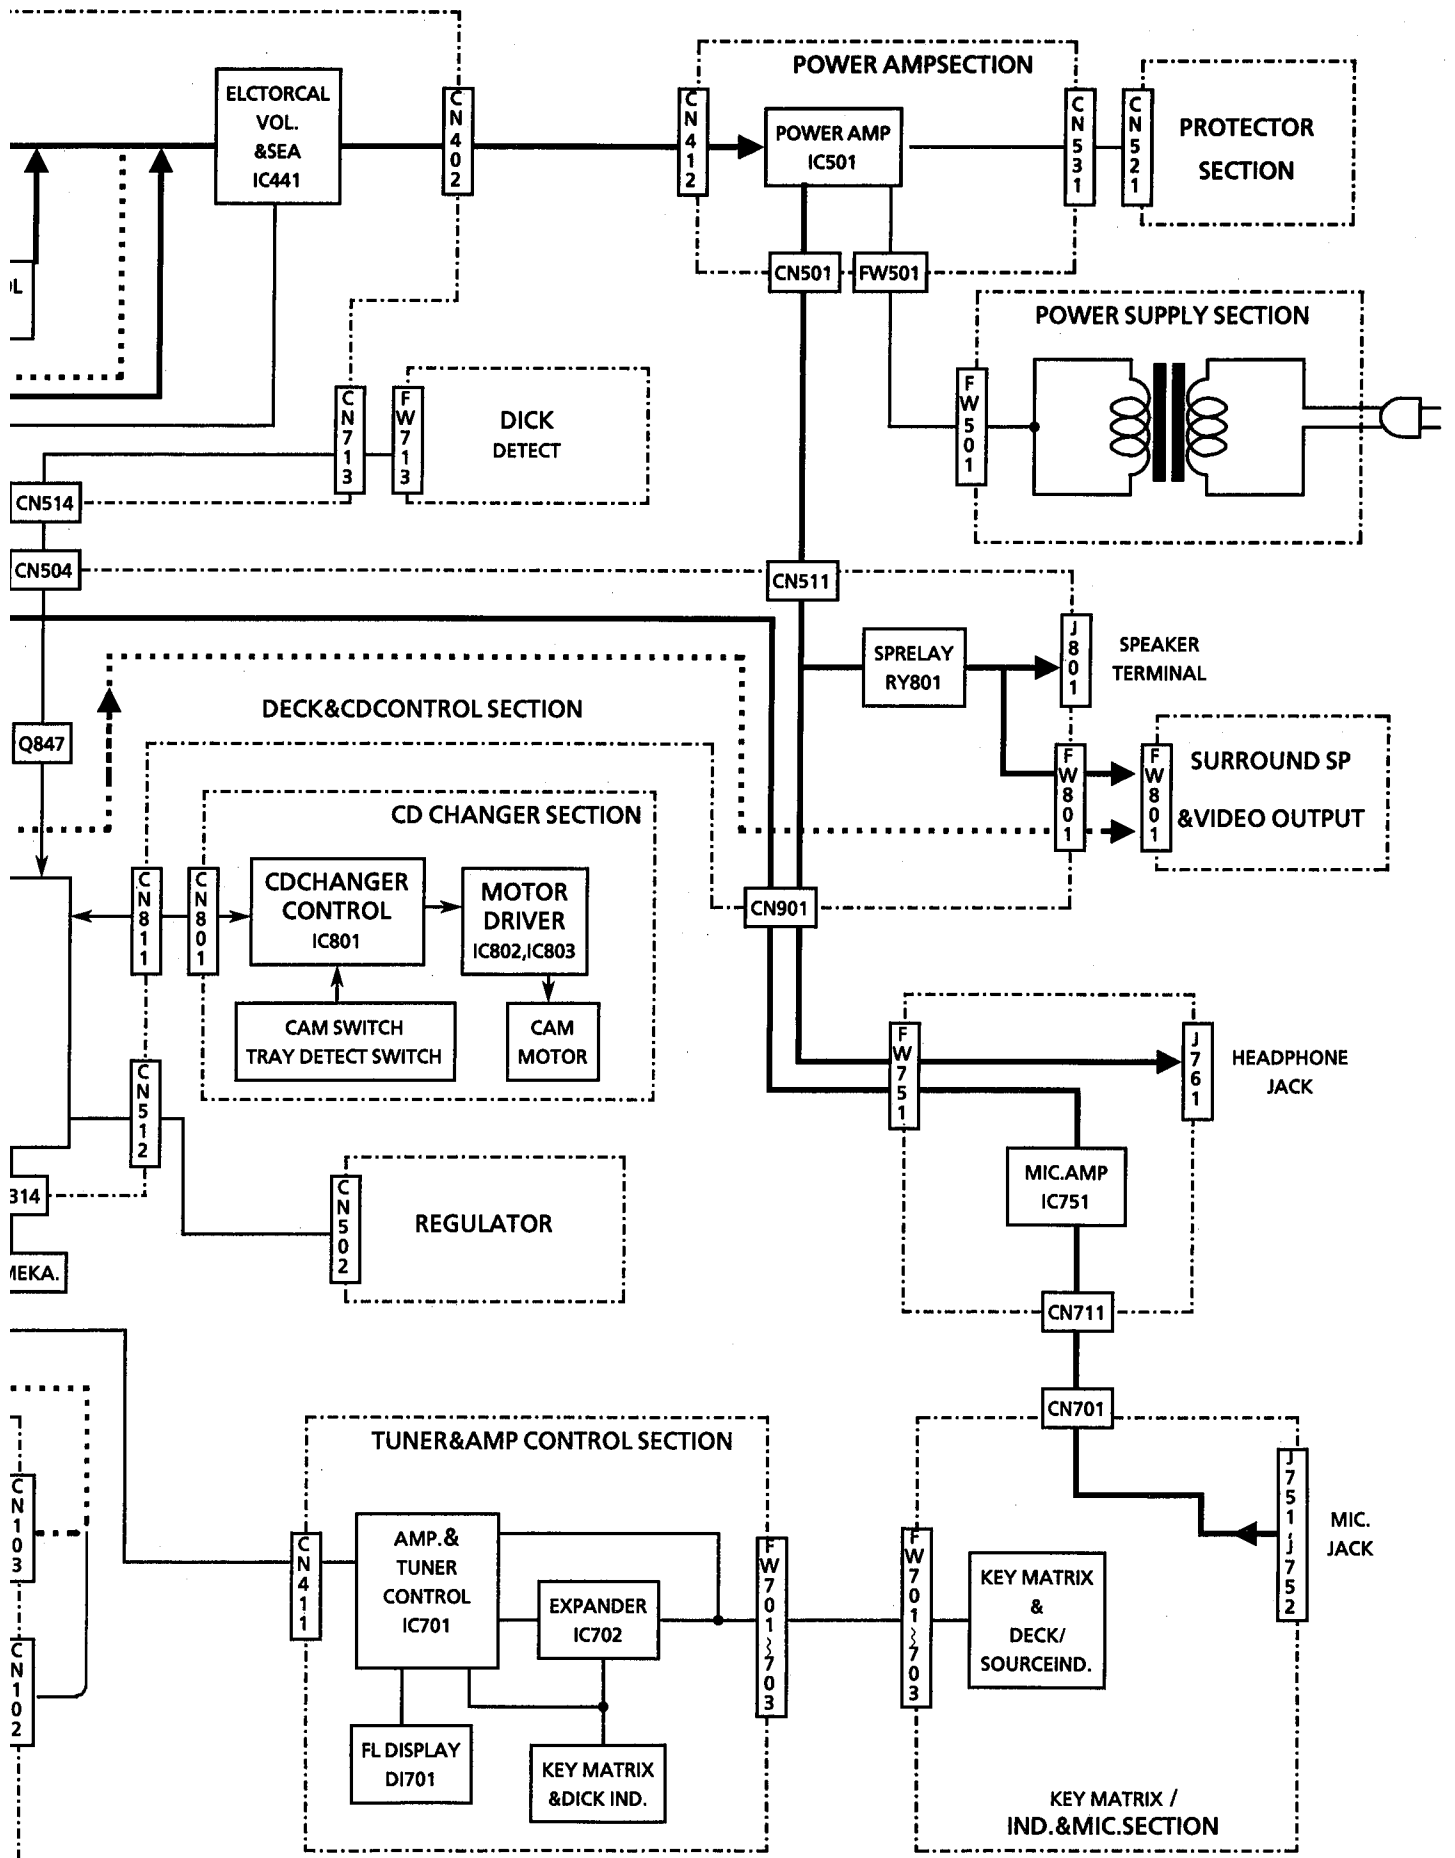 POWER AMPSECTION
ELCTORCAL
VOL.
&SEA
IC441
CN402
CN412
POWER AMP
IC501
CN531
CN521
PROTECTOR
SECTION
CN501
FW501
POWER SUPPLY SECTION
FW501
CN713
FW713
DICK
DETECT
CN514
CN504
CN511
SPRELAY
RY801
J801
SPEAKER
TERMINAL
DECK&CDCONTROL SECTION
Q847
FW801
FW801
SURROUND SP
&VIDEO OUTPUT
CD CHANGER SECTION
CN811
CN801
CDCHANGER
CONTROL
IC801
MOTOR
DRIVER
IC802,IC803
CN901
CAM SWITCH
TRAY DETECT SWITCH
CAM
MOTOR
CN512
FW751
J761
HEADPHONE
JACK
MIC.AMP
IC751
314
CN502
REGULATOR
MEKA.
CN711
CN701
TUNER&AMP CONTROL SECTION
CN103
CN411
AMP.&
TUNER
CONTROL
IC701
EXPANDER
IC702
FW701~703
FW701~703
KEY MATRIX
&
DECK/
SOURCEIND.
J751~J752
MIC.
JACK
CN102
FL DISPLAY
DI701
KEY MATRIX
&DICK IND.
KEY MATRIX /
IND.&MIC.SECTION